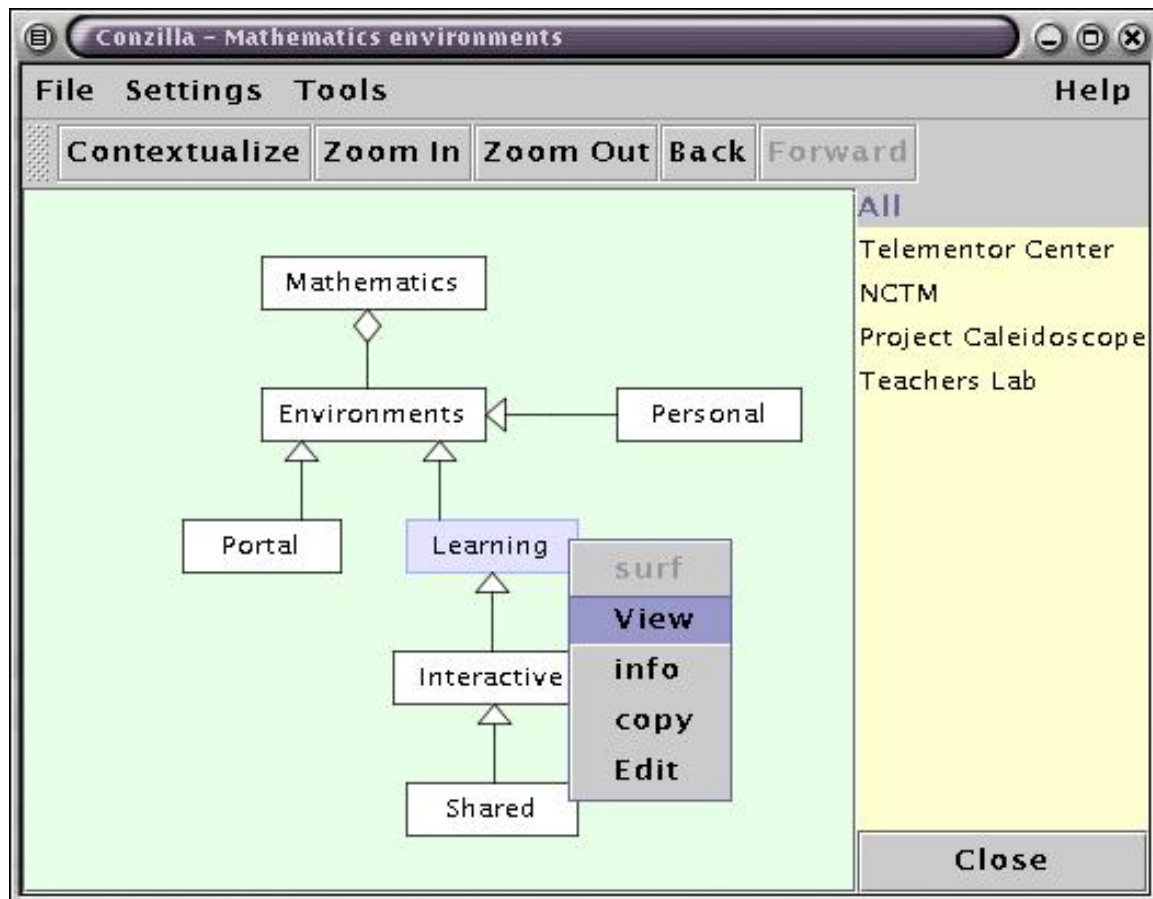 Conzilla – Mathematics environments
File Settings Tools Help
Contextualize Zoom In Zoom Out Back Forward
All
Telementor Center
NCTM
Project Caleidoscope
Teachers Lab
Mathematics
Environments
Personal
Portal
Learning
surf
View
info
copy
Edit
Interactive
Shared
Close